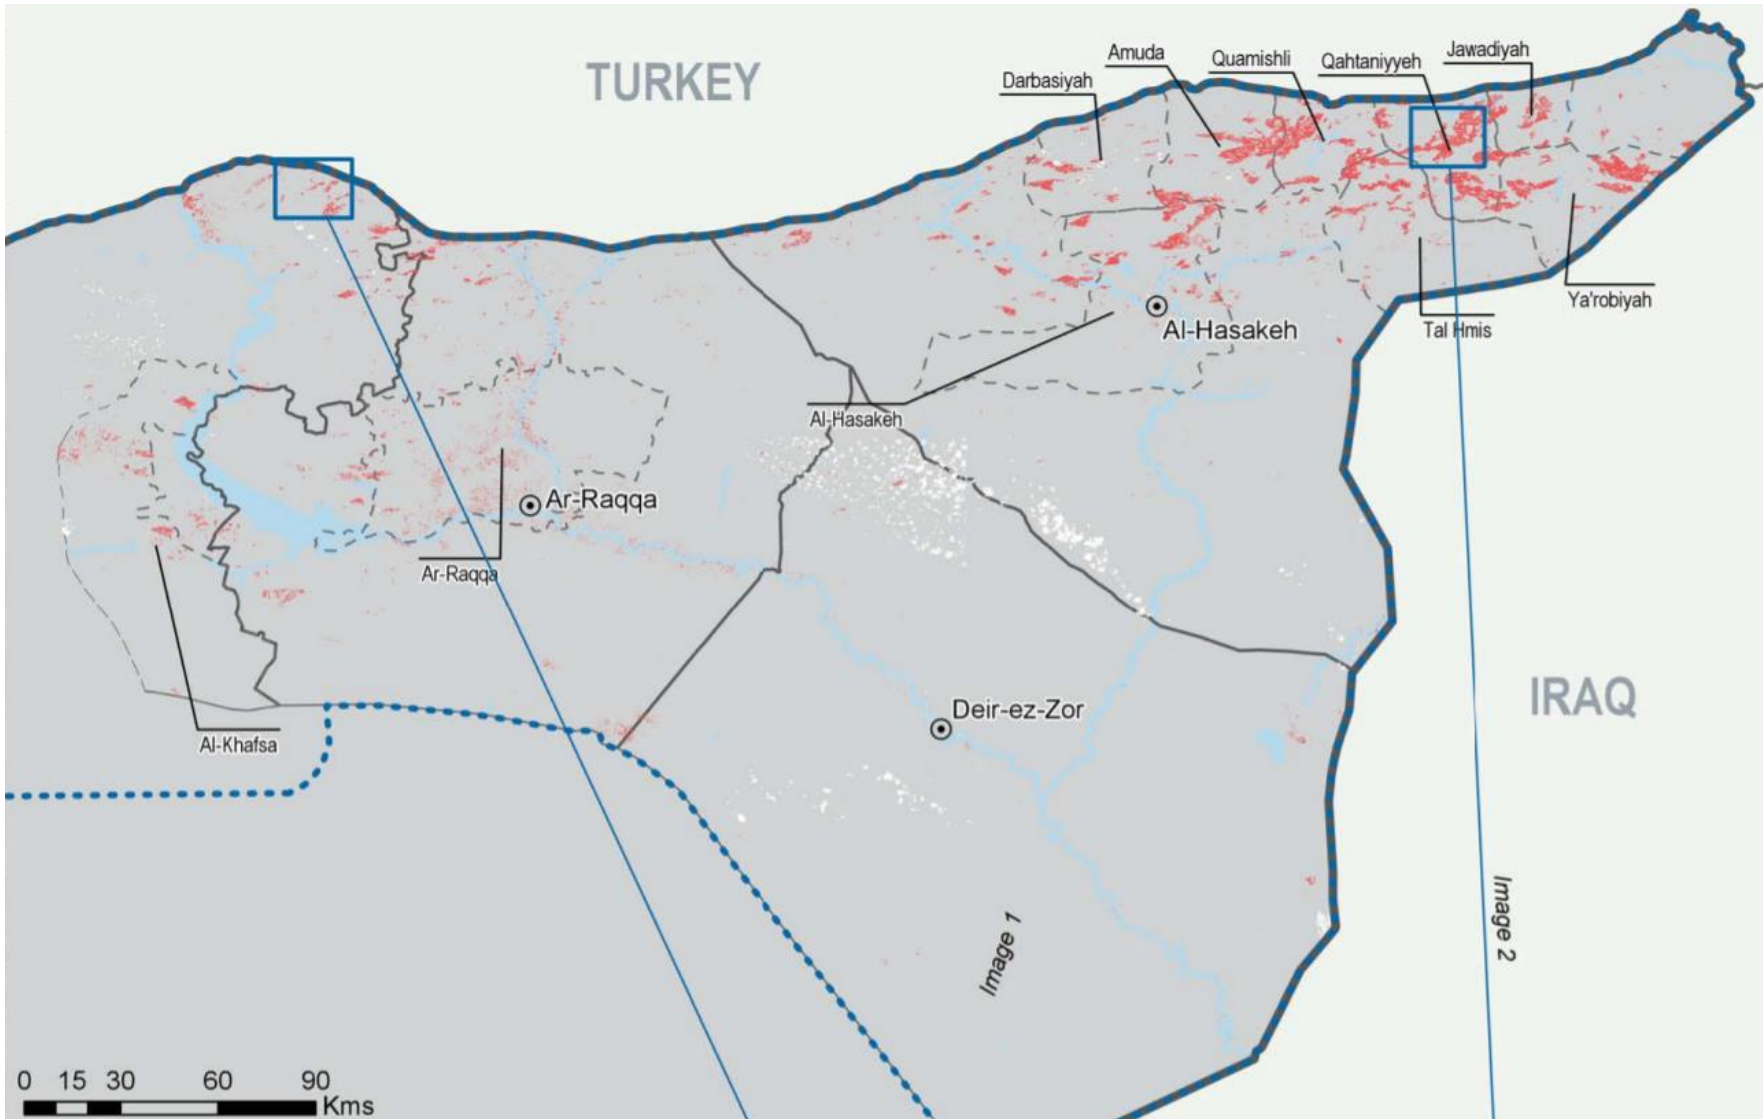 TURKEY
Darbasiyah
Amuda
Quamishli
Qahtaniyyeh
Jawadiyah
Al-Hasakeh
Tal Hmis
Ya'robiyah
Al-Hasakeh
Ar-Raqqa
Ar-Raqqa
Al-Khafsa
Deir-ez-Zor
IRAQ
Image 1
Image 2
0 15 30 60 90
Kms